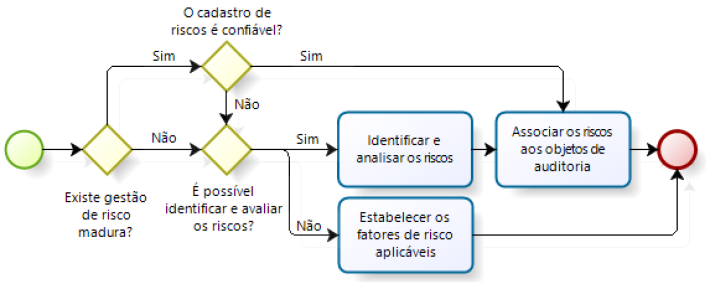 O cadastro de
riscos é confiável?
Sim
Sim
Não
Existe gestão
de risco
madura?
Não
É possível
identificar e avaliar
os riscos?
Sim
Identificar e
analisar os riscos
Associar os riscos
aos objetos de
auditoria
Não
Estabelecer os
fatores de risco
aplicáveis